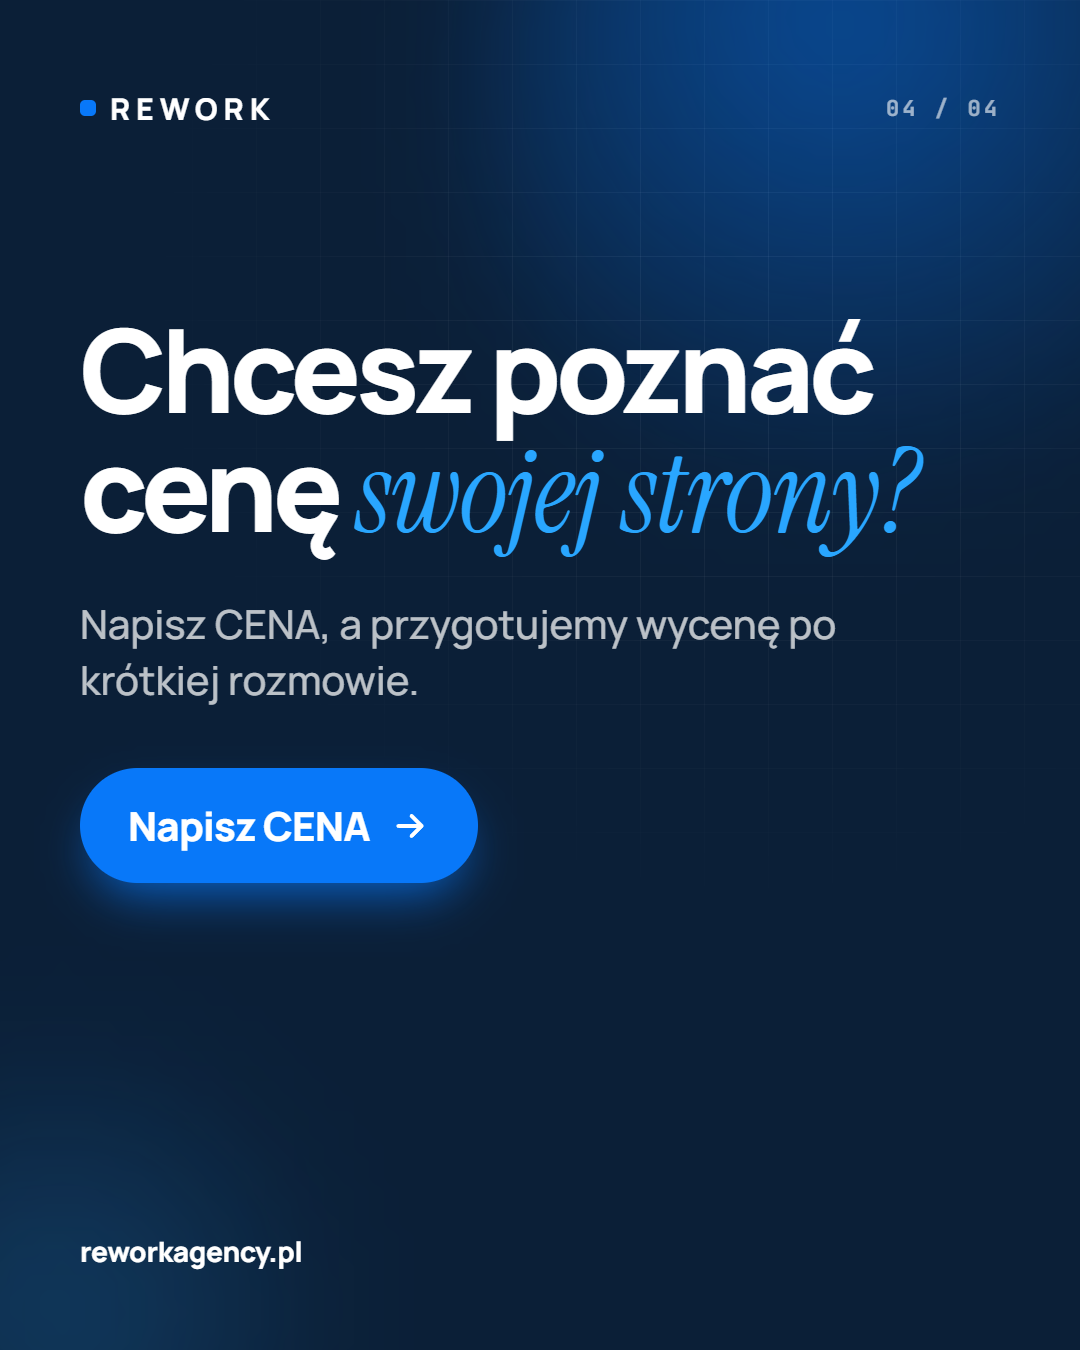 REWORK
04 / 04
Chcesz poznać
cenę swojej strony?
Napisz CENA, a przygotujemy wycenę po
krótkiej rozmowie.
Napisz CENA →
reworkagency.pl